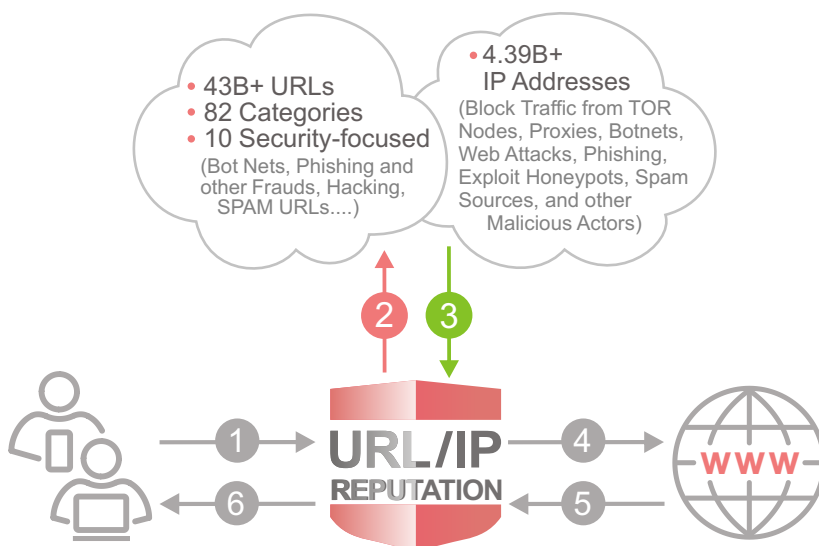 • 43B+ URLs
• 82 Categories
• 10 Security-focused
(Bot Nets, Phishing and
other Frauds, Hacking,
SPAM URLs....)
• 4.39B+
IP Addresses
(Block Traffic from TOR
Nodes, Proxies, Botnets,
Web Attacks, Phishing,
Exploit Honeypots, Spam
Sources, and other
Malicious Actors)
2
3
1
URL/IP
REPUTATION
4
WWW
6
5